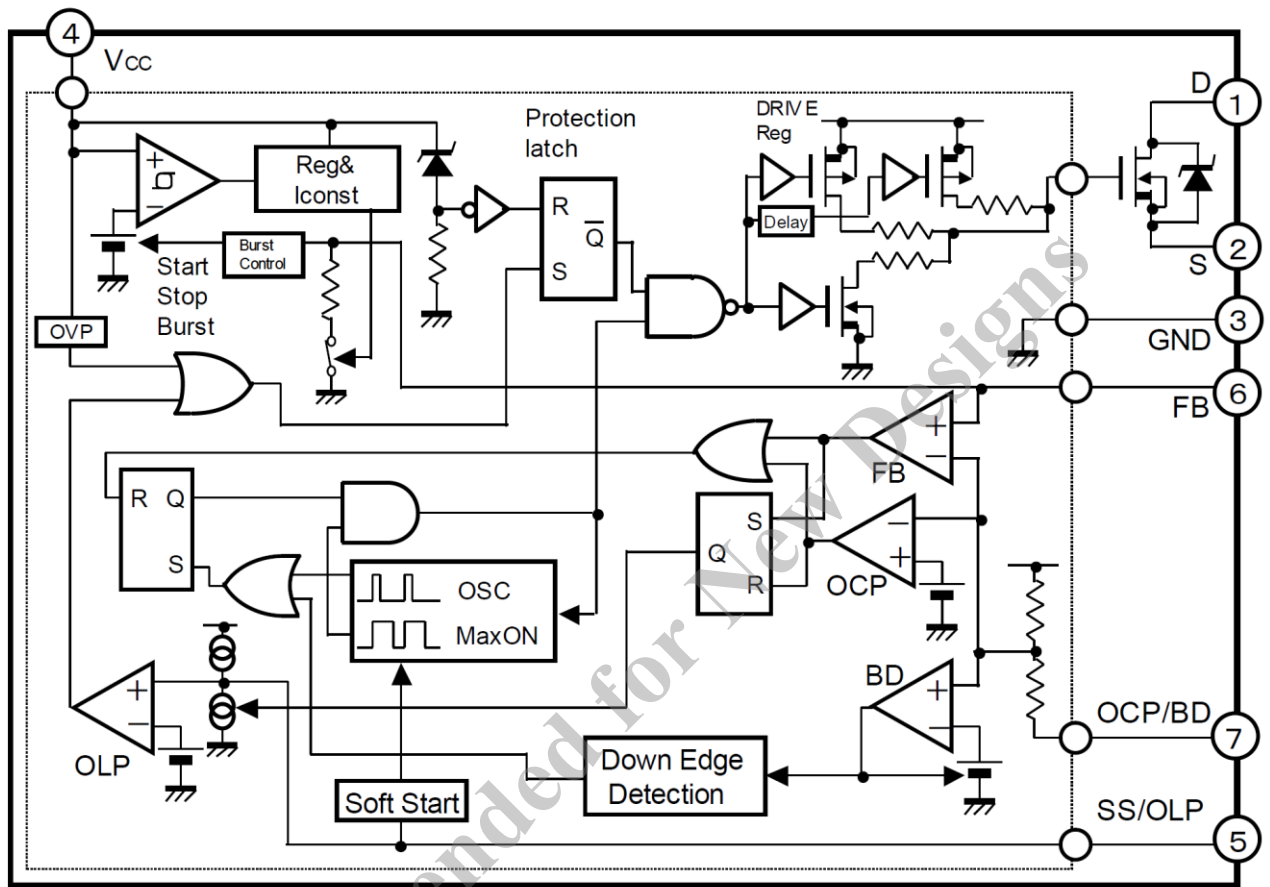 4
Vcc
D
1
DRIVE
Reg
Protection
latch
+
−
Reg&
Iconst
R
Q
S
Delay
2
S
Burst
Control
Start
Stop
Burst
OVP
3
GND
6
FB
+
−
FB
R Q
S
S
Q
R
−
+
OCP
OSC
MaxON
BD
+
−
+
−
OLP
OCP/BD
7
Down Edge
Detection
Soft Start
SS/OLP
5
ended for New Designs